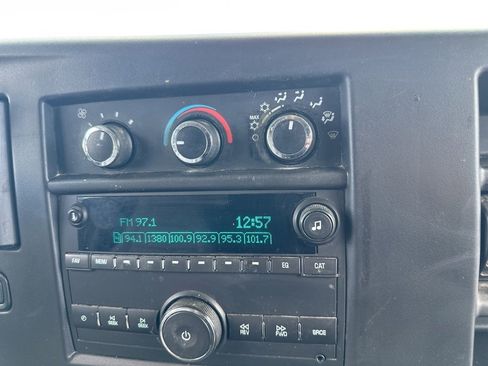 MAX
FM 97.1 12:57
94.1 1380 100.9 92.9 95.3 101.7
FAV MENU EQ CAT
SEEK SEEK REV FWD SRCE